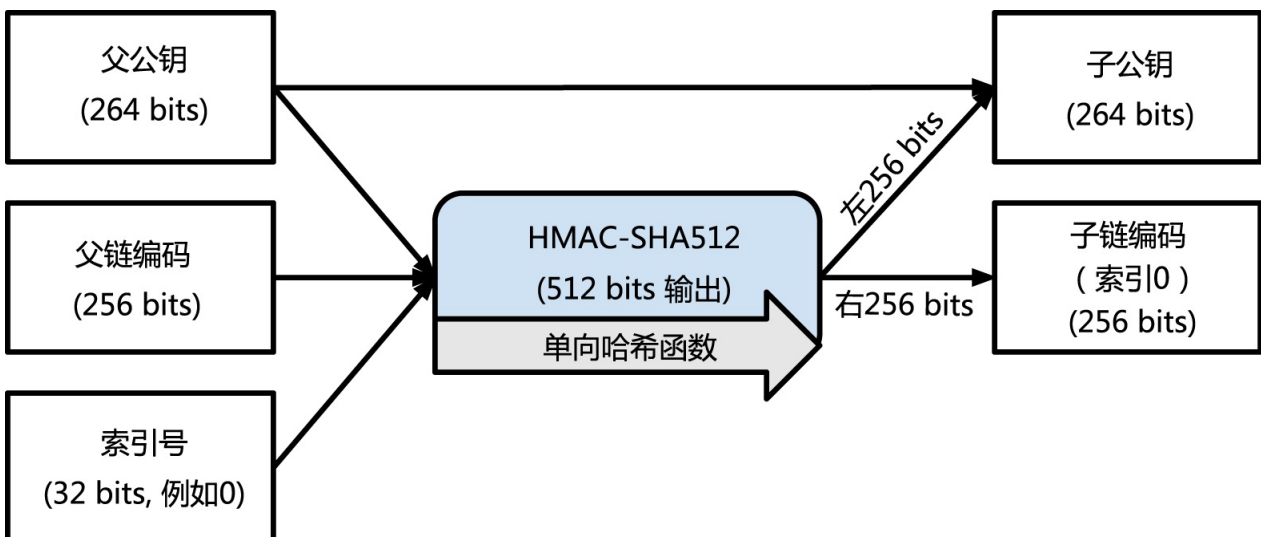 父公钥
(264 bits)
父链编码
(256 bits)
索引号
(32 bits, 例如0)
HMAC-SHA512
(512 bits 输出)
单向哈希函数
左256 bits
右256 bits
子公钥
(264 bits)
子链编码
( 索引0 )
(256 bits)